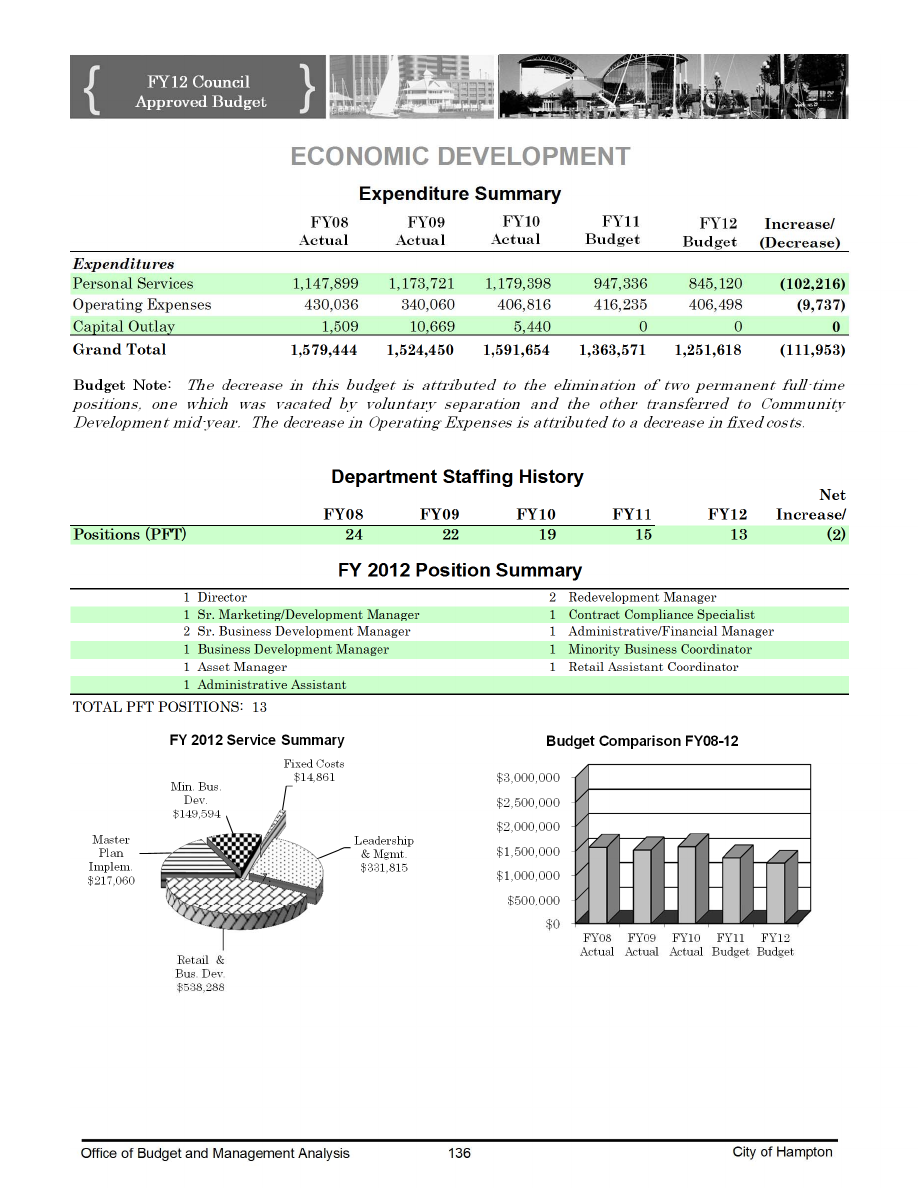 { FY12 Council }
Approved Budget
ECONOMIC DEVELOPMENT
Expenditure Summary
FY08 FY09 FY10 FY11 FY12 Increase/
Actual Actual Actual Budget Budget (Decrease)
Expenditures
Personal Services 1,147,899 1,173,721 1,179,398 947,336 845,120 (102,216)
Operating Expenses 430,036 340,060 406,816 416,235 406,498 (9,737)
Capital Outlay 1,509 10,669 5,440 0 0 0
Grand Total 1,579,444 1,524,450 1,591,654 1,363,571 1,251,618 (111,953)
Budget Note: The decrease in this budget is attributed to the elimination of two permanent full-time
positions, one which was vacated by voluntary separation and the other transferred to Community
Development mid-year. The decrease in Operating Expenses is attributed to a decrease in fixed costs.
Department Staffing History
Net
FY08 FY09 FY10 FY11 FY12 Increase/
Positions (PFT) 24 22 19 15 13 (2)
FY 2012 Position Summary
1 Director 2 Redevelopment Manager
1 Sr. Marketing/Development Manager 1 Contract Compliance Specialist
2 Sr. Business Development Manager 1 Administrative/Financial Manager
1 Business Development Manager 1 Minority Business Coordinator
1 Asset Manager 1 Retail Assistant Coordinator
1 Administrative Assistant
TOTAL PFT POSITIONS: 13
FY 2012 Service Summary
Fixed Costs
$14,861
Min. Bus.
Dev.
$149,594
Master
Plan
Implem.
$217,060
Leadership
& Mgmt.
$331,815
Retail &
Bus. Dev.
$538,288
Budget Comparison FY08-12
$3,000,000
$2,500,000
$2,000,000
$1,500,000
$1,000,000
$500,000
$0
FY08 FY09 FY10 FY11 FY12
Actual Actual Actual Budget Budget
Office of Budget and Management Analysis 136 City of Hampton